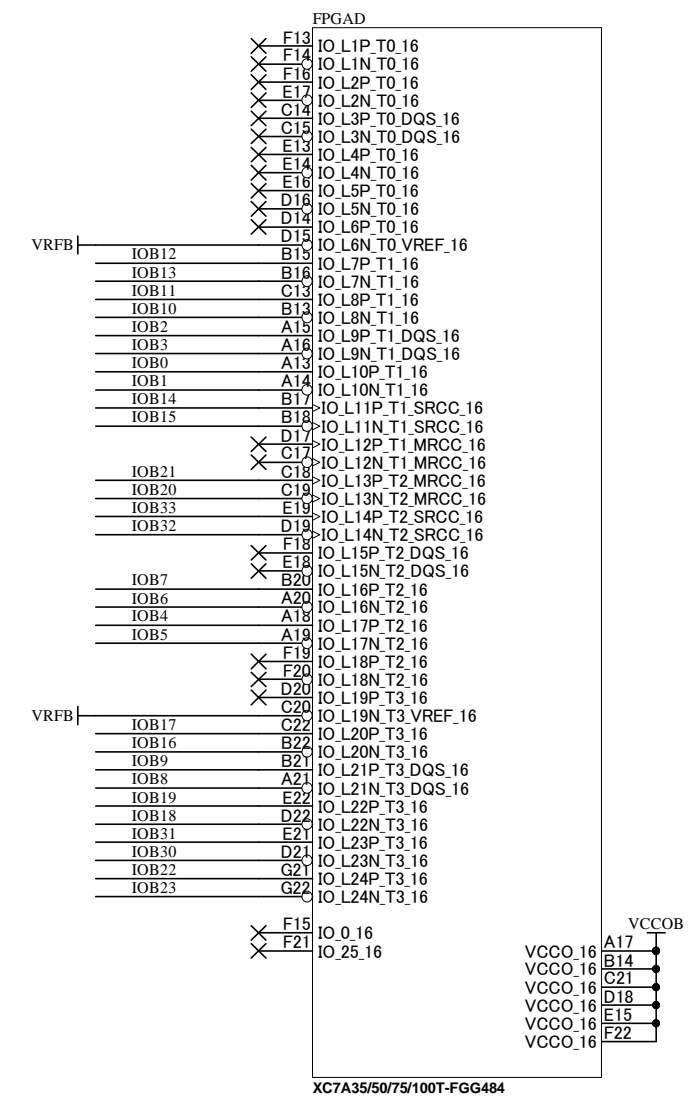 FPGAD
F13 IO_L1P_T0_16
F14 IO_L1N_T0_16
F16 IO_L2P_T0_16
E17 IO_L2N_T0_16
C14 IO_L3P_T0_DQS_16
C15 IO_L3N_T0_DQS_16
E13 IO_L4P_T0_16
E14 IO_L4N_T0_16
E16 IO_L5P_T0_16
D16 IO_L5N_T0_16
D14 IO_L6P_T0_16
VRFB D15 IO_L6N_T0_VREF_16
IOB12 B15 IO_L7P_T1_16
IOB13 B16 IO_L7N_T1_16
IOB11 C13 IO_L8P_T1_16
IOB10 B13 IO_L8N_T1_16
IOB2 A15 IO_L9P_T1_DQS_16
IOB3 A16 IO_L9N_T1_DQS_16
IOB0 A13 IO_L10P_T1_16
IOB1 A14 IO_L10N_T1_16
IOB14 B17 IO_L11P_T1_SRCC_16
IOB15 B18 IO_L11N_T1_SRCC_16
D17 IO_L12P_T1_MRCC_16
C17 IO_L12N_T1_MRCC_16
IOB21 C18 IO_L13P_T2_MRCC_16
IOB20 C19 IO_L13N_T2_MRCC_16
IOB33 E19 IO_L14P_T2_SRCC_16
IOB32 D19 IO_L14N_T2_SRCC_16
F18 IO_L15P_T2_DQS_16
E18 IO_L15N_T2_DQS_16
IOB7 B20 IO_L16P_T2_16
IOB6 A20 IO_L16N_T2_16
IOB4 A18 IO_L17P_T2_16
IOB5 A19 IO_L17N_T2_16
F19 IO_L18P_T2_16
F20 IO_L18N_T2_16
D20 IO_L19P_T3_16
VRFB C20 IO_L19N_T3_VREF_16
IOB17 C22 IO_L20P_T3_16
IOB16 B22 IO_L20N_T3_16
IOB9 B21 IO_L21P_T3_DQS_16
IOB8 A21 IO_L21N_T3_DQS_16
IOB19 E22 IO_L22P_T3_16
IOB18 D22 IO_L22N_T3_16
IOB31 E21 IO_L23P_T3_16
IOB30 D21 IO_L23N_T3_16
IOB22 G21 IO_L24P_T3_16
IOB23 G22 IO_L24N_T3_16
F15 IO_0_16
F21 IO_25_16
VCCOB
VCCO_16 A17
VCCO_16 B14
VCCO_16 C21
VCCO_16 D18
VCCO_16 E15
VCCO_16 F22
XC7A35/50/75/100T-FGG484